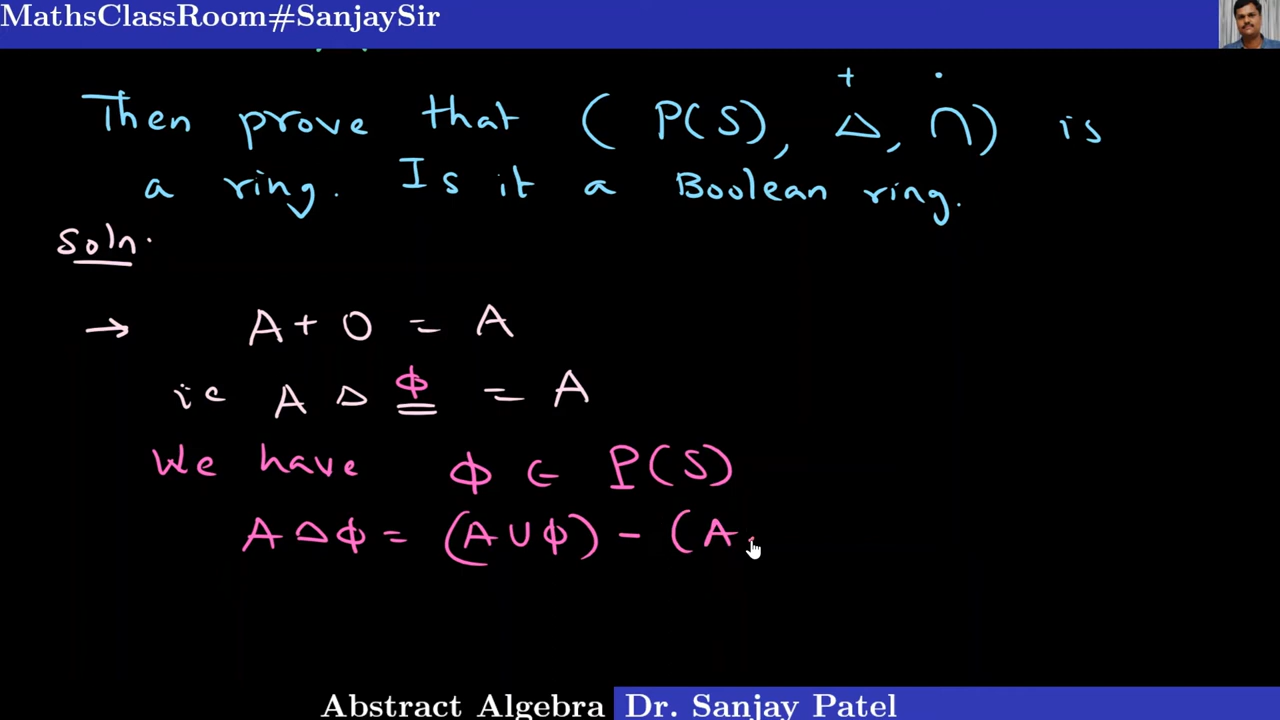 MathsClassRoom#SanjaySir
+ ·
Then prove that ( P(S), Δ, ∩) is
a ring. Is it a Boolean ring.
Soln.
→ A + 0 = A
ie A Δ Φ = A
We have Φ ∈ P(S)
A Δ Φ = (A ∪ Φ) - (A
Abstract Algebra Dr. Sanjay Patel